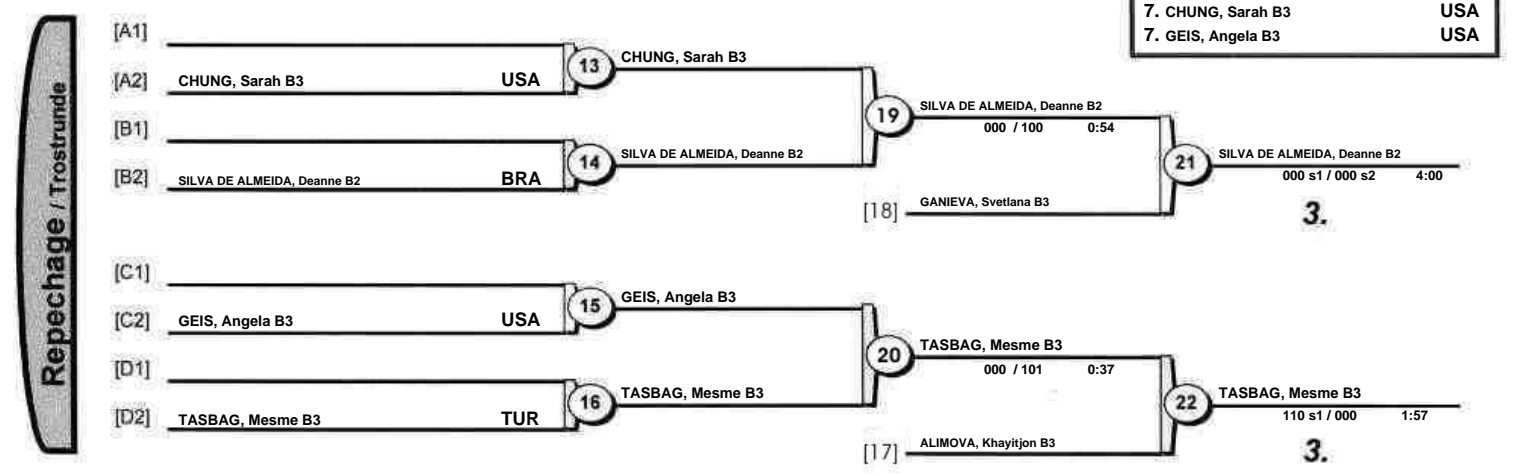 7. CHUNG, Sarah B3 USA
7. GEIS, Angela B3 USA
Repechage / Trostrunde
[A1]
13 CHUNG, Sarah B3
[A2] CHUNG, Sarah B3 USA
19 SILVA DE ALMEIDA, Deanne B2
000 / 100 0:54
[B1]
14 SILVA DE ALMEIDA, Deanne B2
[B2] SILVA DE ALMEIDA, Deanne B2 BRA
21 SILVA DE ALMEIDA, Deanne B2
000 s1 / 000 s2 4:00
[18] GANIEVA, Svetlana B3
3.
[C1]
15 GEIS, Angela B3
[C2] GEIS, Angela B3 USA
20 TASBAG, Mesme B3
000 / 101 0:37
[D1]
16 TASBAG, Mesme B3
[D2] TASBAG, Mesme B3 TUR
22 TASBAG, Mesme B3
110 s1 / 000 1:57
[17] ALIMOVA, Khayitjon B3
3.